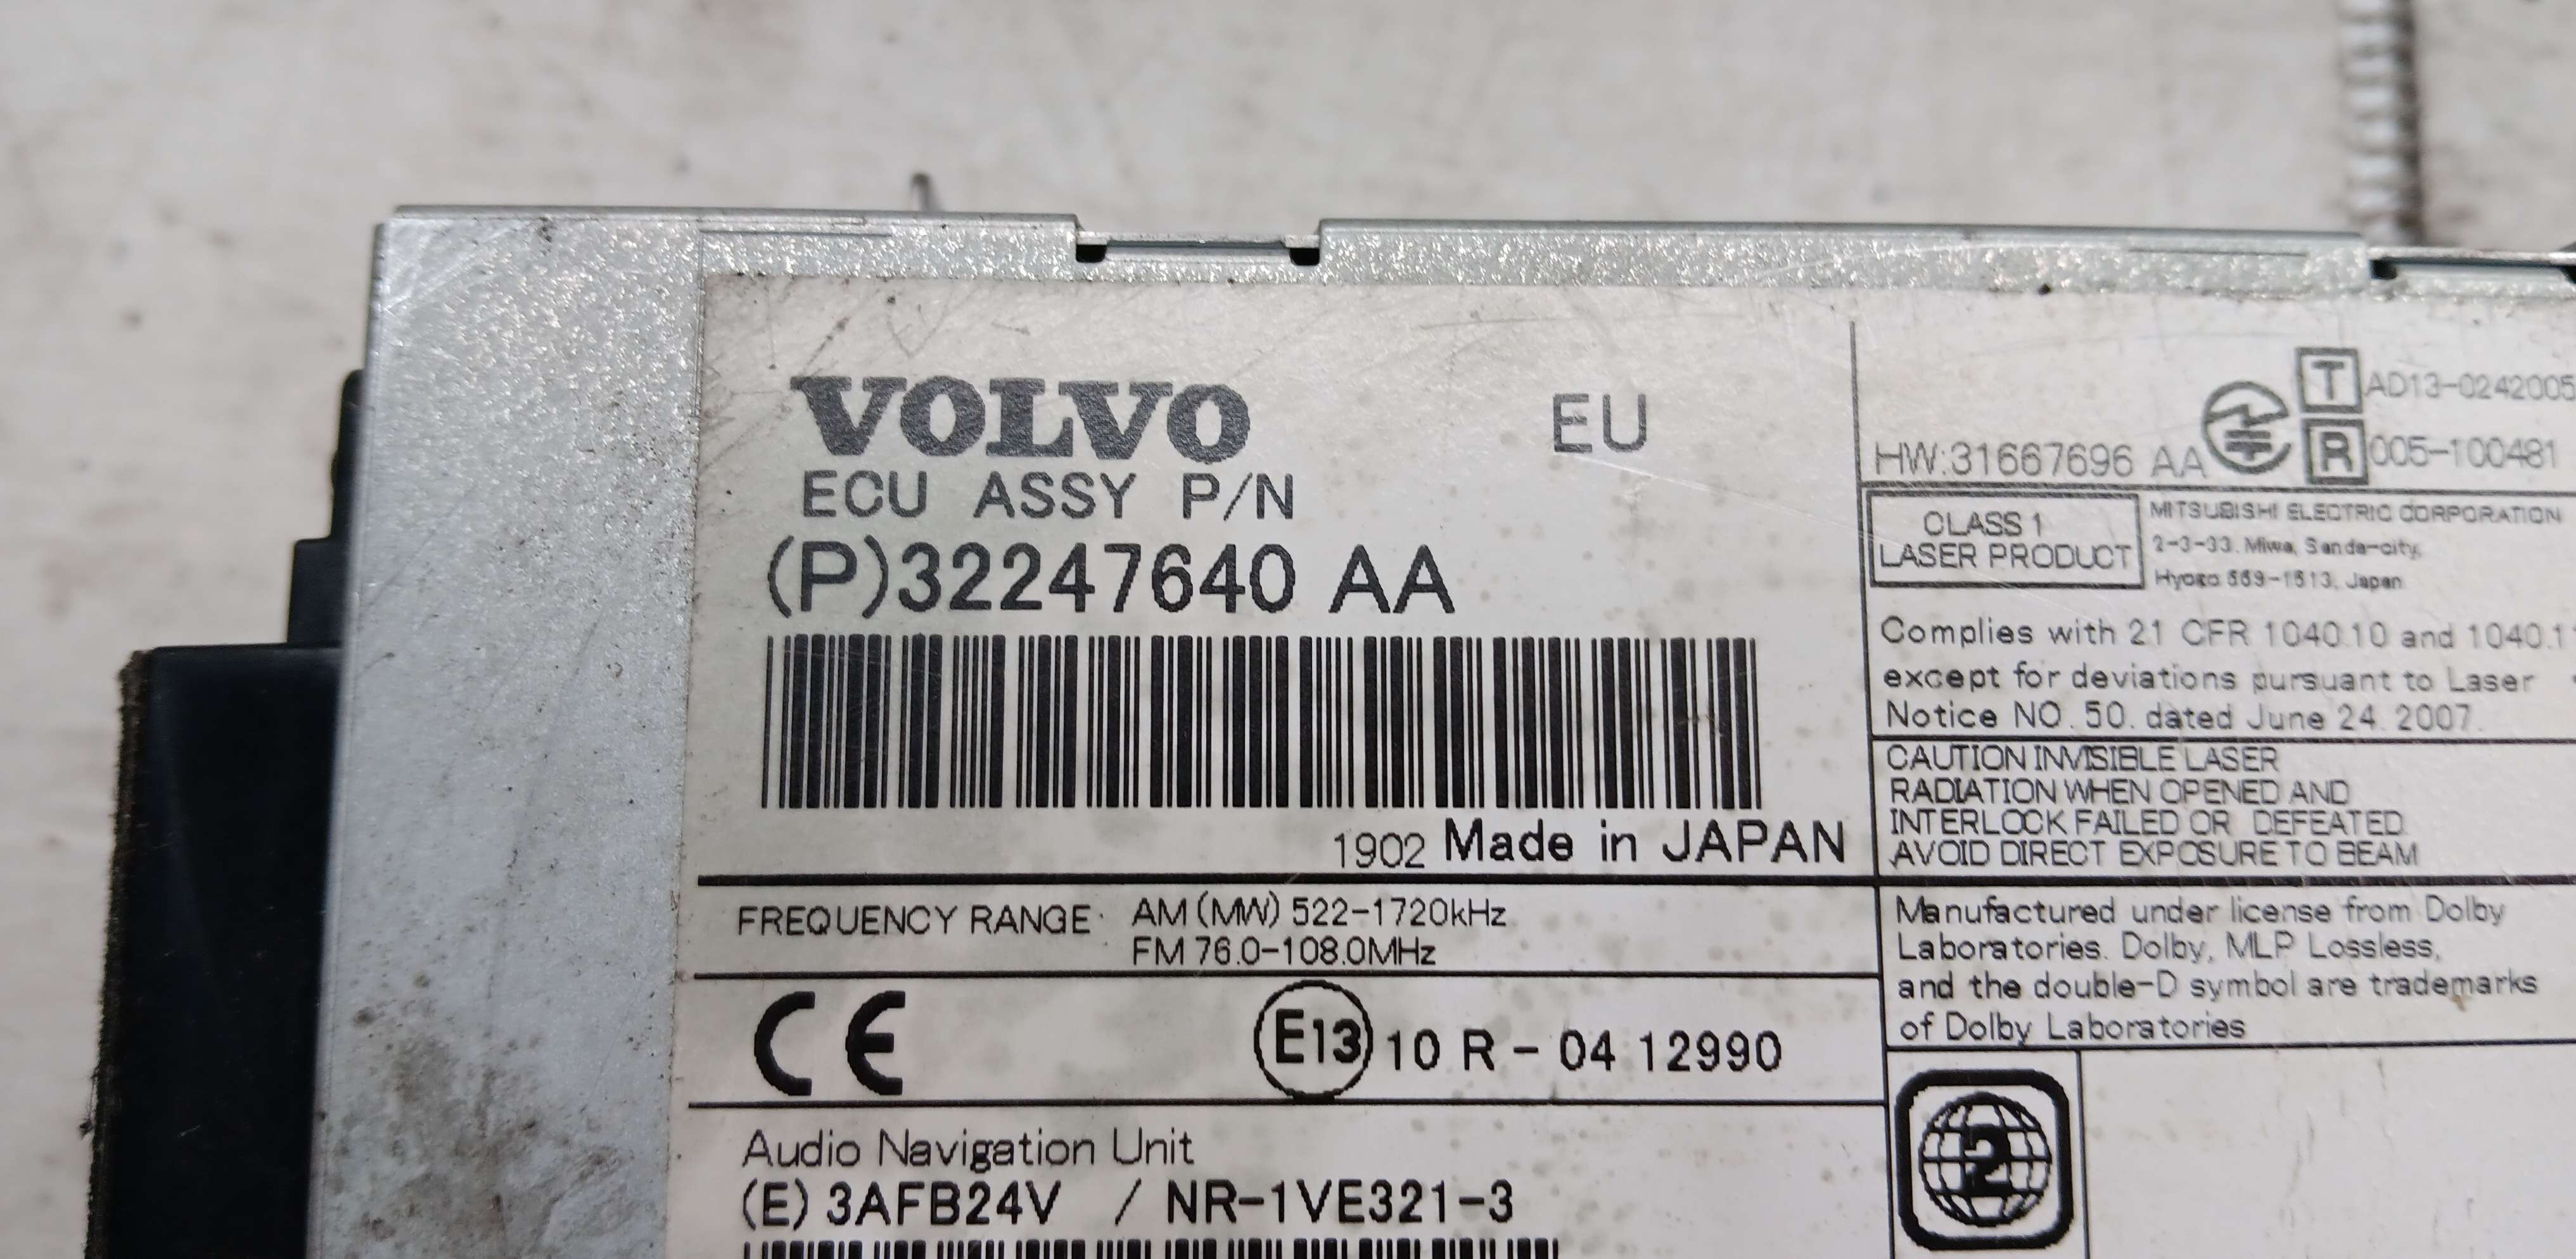 VOLVO EU
ECU ASSY P/N
(P)32247640 AA
1902 Made in JAPAN
FREQUENCY RANGE: AM (MW) 522-1720kHz
FM 76.0-108.0MHz
CE E13 10 R - 04 12990
Audio Navigation Unit
(E) 3AFB24V / NR-1VE321-3
T AD13-0242005
HW:31667696 AA R 005-100481
CLASS 1
LASER PRODUCT
MITSUBISHI ELECTRIC CORPORATION
2-3-33, Miwa, Sanda-city,
Hyogo 669-1513, Japan
Complies with 21 CFR 1040.10 and 1040.1
except for deviations pursuant to Laser
Notice NO. 50. dated June 24. 2007.
CAUTION INVISIBLE LASER
RADIATION WHEN OPENED AND
INTERLOCK FAILED OR DEFEATED.
AVOID DIRECT EXPOSURE TO BEAM
Manufactured under license from Dolby
Laboratories. Dolby, MLP Lossless,
and the double-D symbol are trademarks
of Dolby Laboratories
2